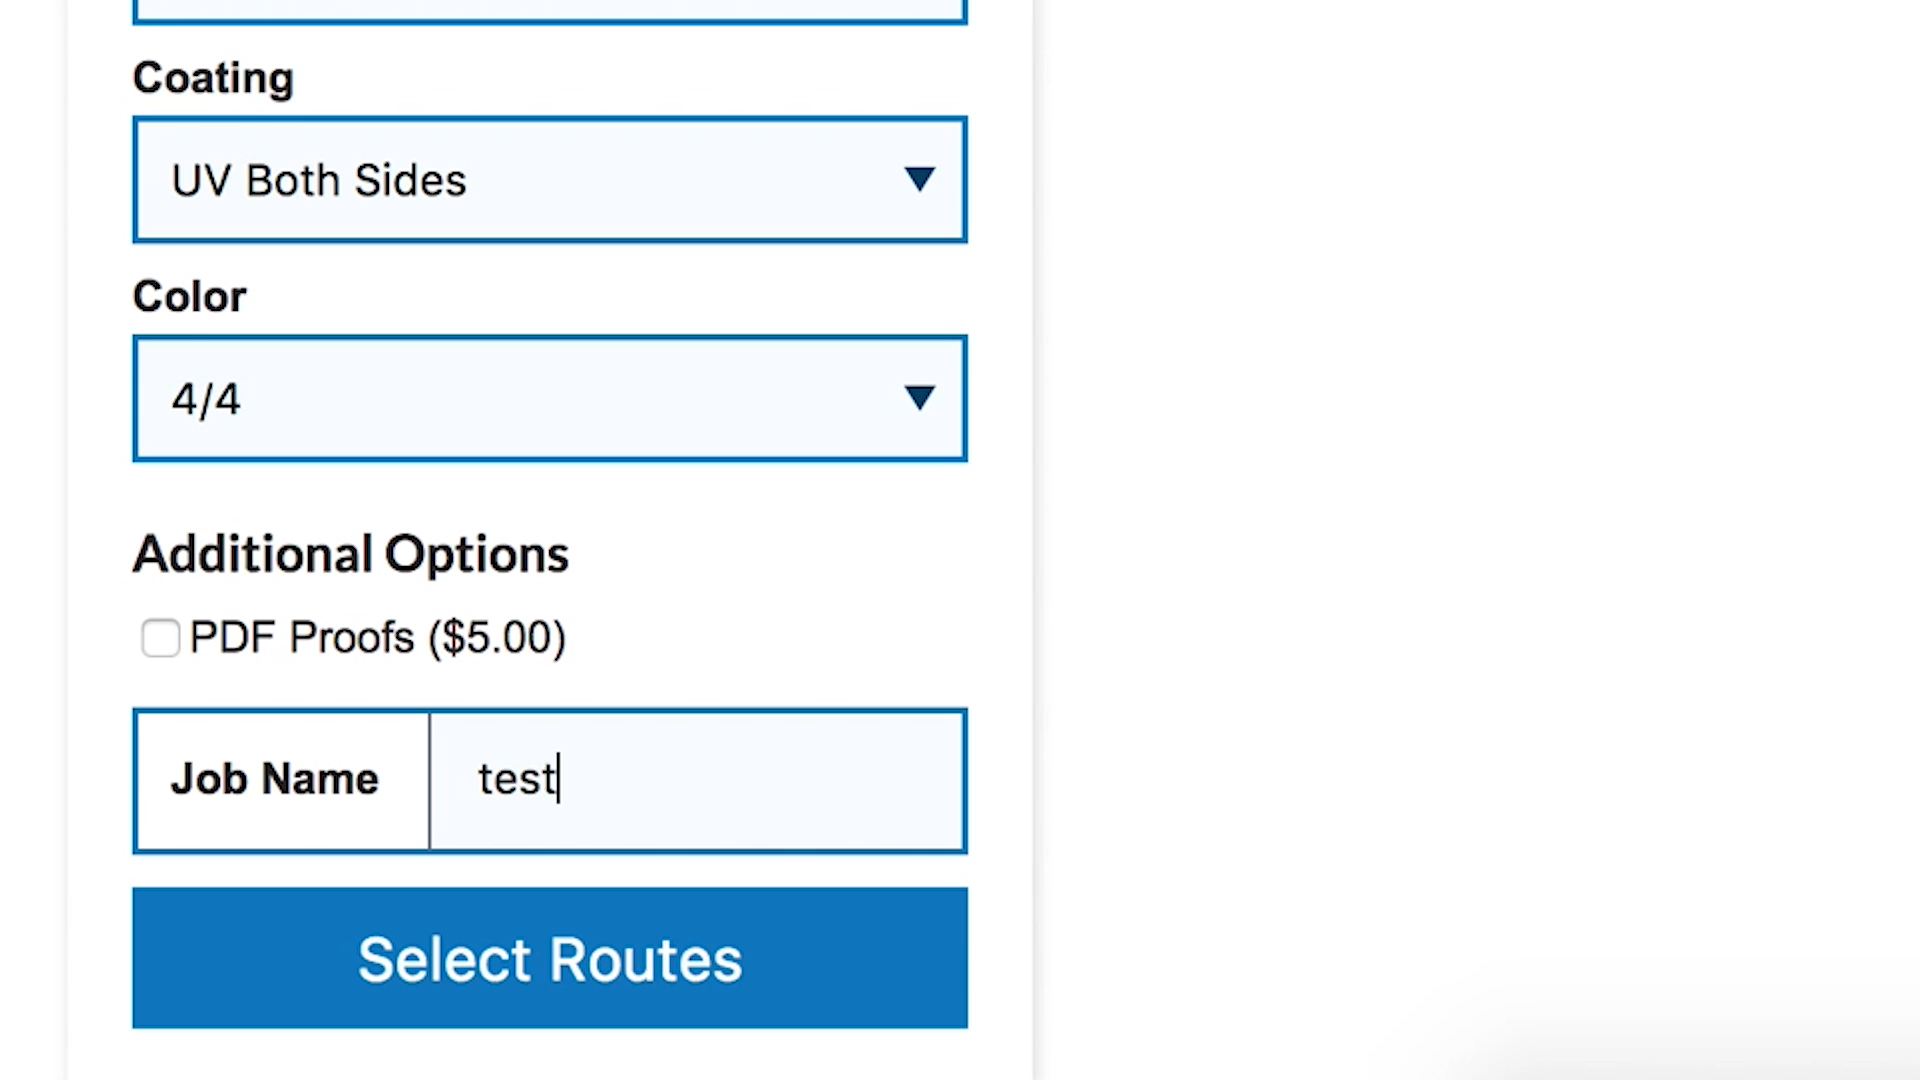 Coating
UV Both Sides
Color
4/4
Additional Options
PDF Proofs ($5.00)
Job Name test
Select Routes